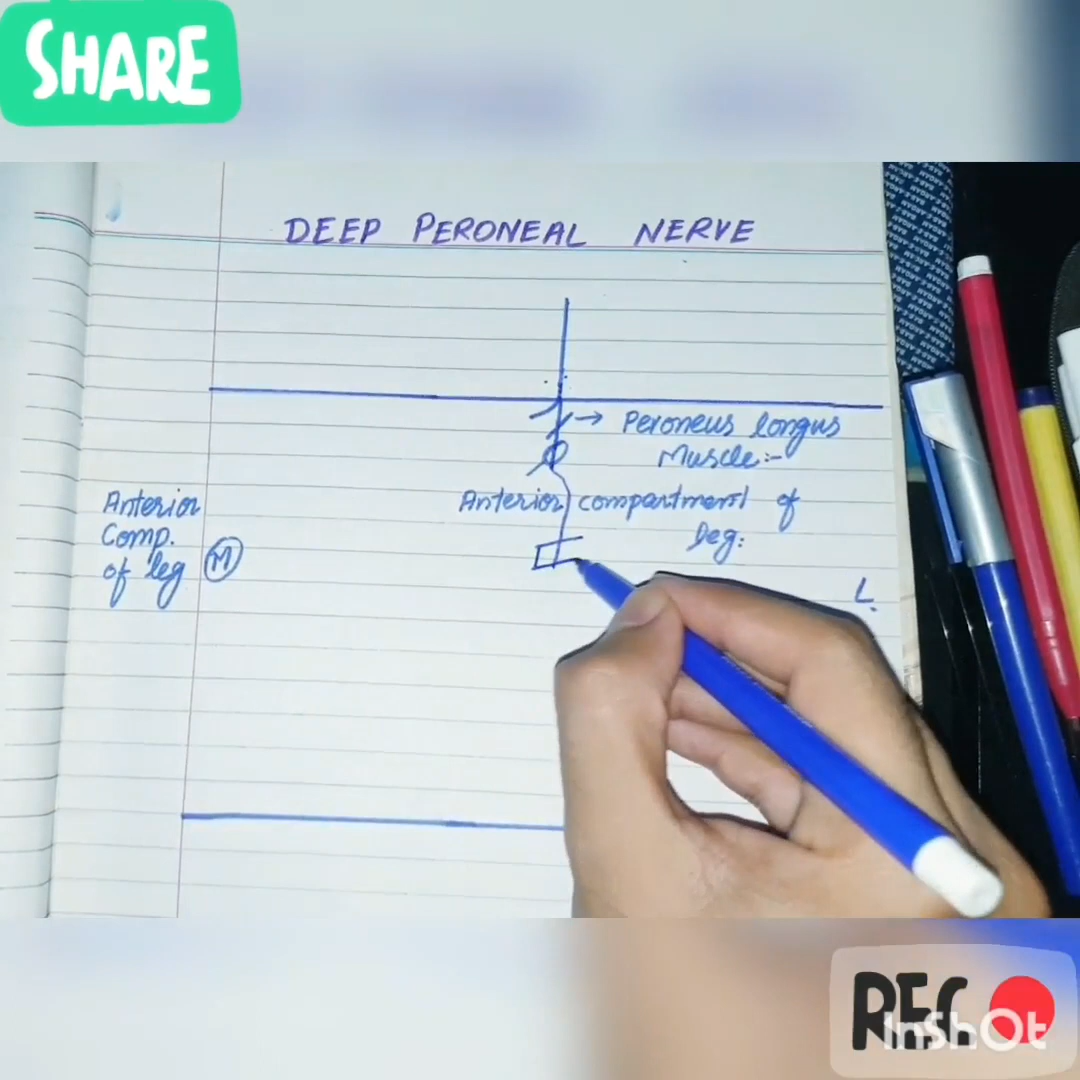 SHARE
DEEP PERONEAL NERVE
→ Peroneus longus
Muscle:-
Anterior compartment of
leg:
Anterior
Comp.
of leg M
L.
REC
InShOt